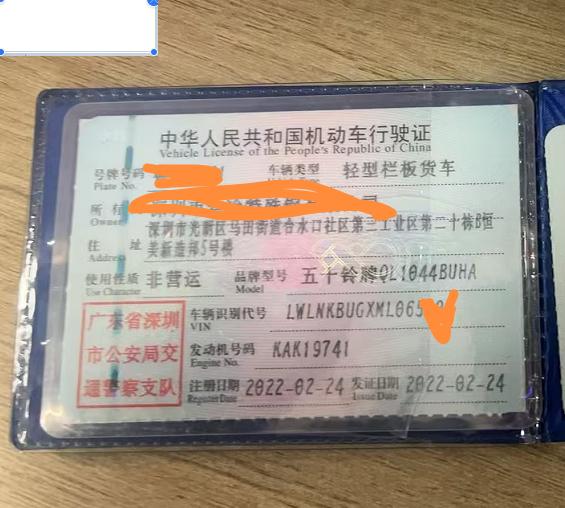 中华人民共和国机动车行驶证
Vehicle License of the People's Republic of China
号牌号码 车辆类型 轻型栏板货车
Plate No. Vehicle Type
所有
Owner
住 址 深圳市光新区马田街道合水口社区第三工业区第二十栋B恒
Address 美新造邦5号楼
使用性质 非营运 品牌型号 五十铃牌QL1044BUHA
Use Character Model
广东省深圳
市公安局交
通警察支队
车辆识别代号 LWLNKBUGXML065
VIN
发动机号码 KAK19741
Engine No.
注册日期 2022-02-24 发证日期 2022-02-24
Register Date Issue Date